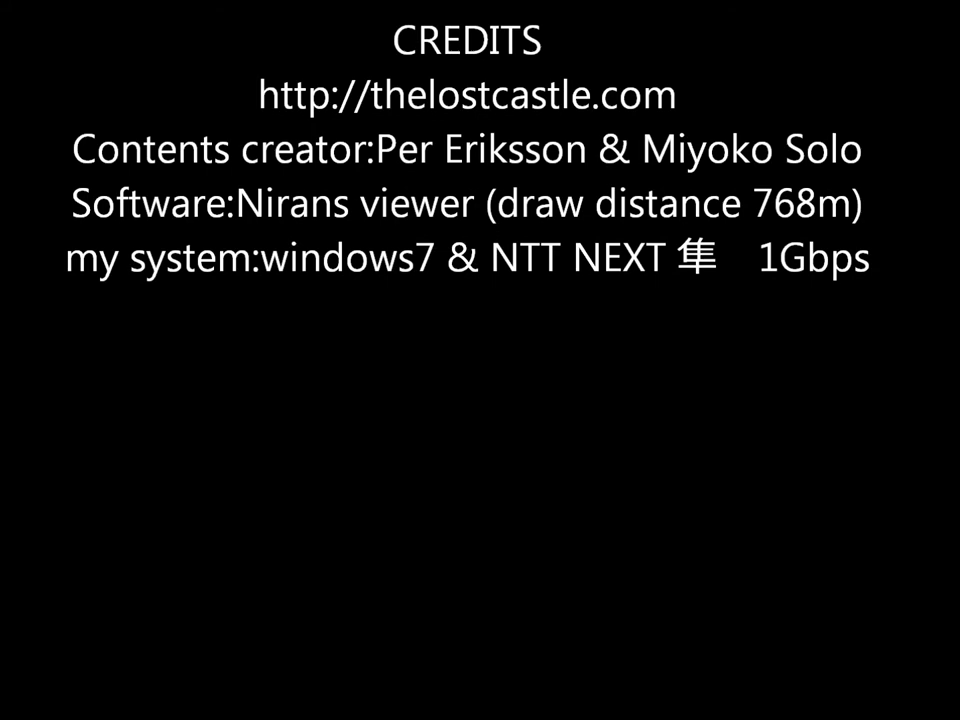 CREDITS
http://thelostcastle.com
Contents creator:Per Eriksson & Miyoko Solo
Software:Nirans viewer (draw distance 768m)
my system:windows7 & NTT NEXT 隼　1Gbps